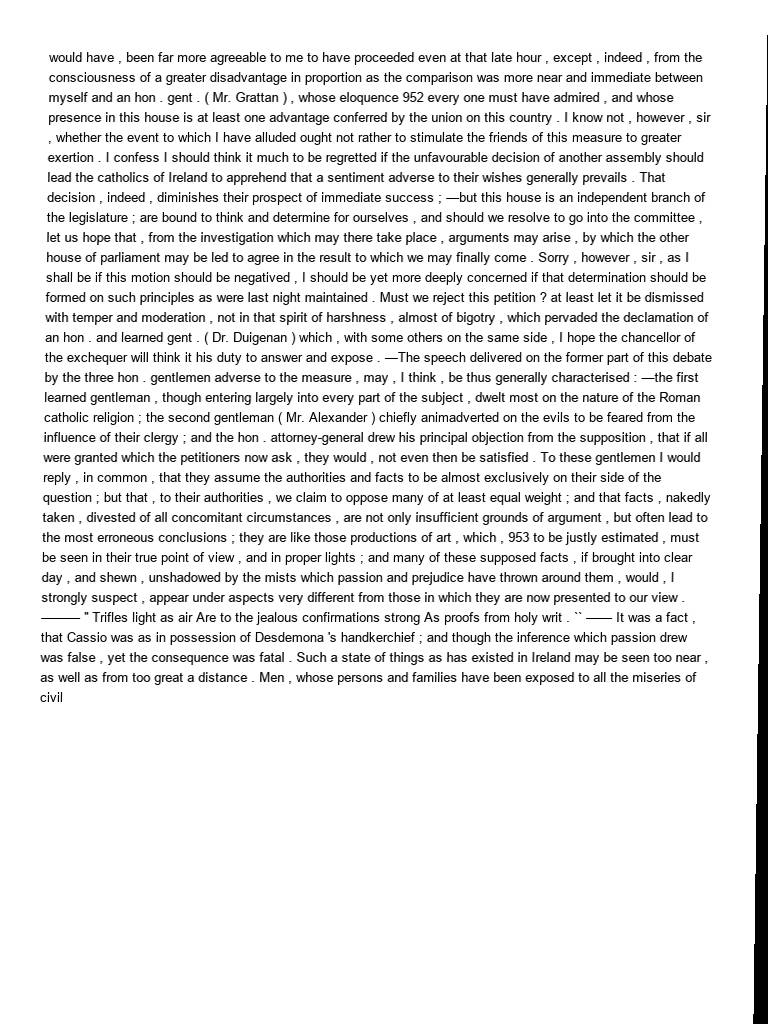 would have , been far more agreeable to me to have proceeded even at that late hour , except , indeed , from the
consciousness of a greater disadvantage in proportion as the comparison was more near and immediate between
myself and an hon . gent . ( Mr. Grattan ) , whose eloquence 952 every one must have admired , and whose
presence in this house is at least one advantage conferred by the union on this country . I know not , however , sir
, whether the event to which I have alluded ought not rather to stimulate the friends of this measure to greater
exertion . I confess I should think it much to be regretted if the unfavourable decision of another assembly should
lead the catholics of Ireland to apprehend that a sentiment adverse to their wishes generally prevails . That
decision , indeed , diminishes their prospect of immediate success ; —but this house is an independent branch of
the legislature ; are bound to think and determine for ourselves , and should we resolve to go into the committee ,
let us hope that , from the investigation which may there take place , arguments may arise , by which the other
house of parliament may be led to agree in the result to which we may finally come . Sorry , however , sir , as I
shall be if this motion should be negatived , I should be yet more deeply concerned if that determination should be
formed on such principles as were last night maintained . Must we reject this petition ? at least let it be dismissed
with temper and moderation , not in that spirit of harshness , almost of bigotry , which pervaded the declamation of
an hon . and learned gent . ( Dr. Duigenan ) which , with some others on the same side , I hope the chancellor of
the exchequer will think it his duty to answer and expose . —The speech delivered on the former part of this debate
by the three hon . gentlemen adverse to the measure , may , I think , be thus generally characterised : —the first
learned gentleman , though entering largely into every part of the subject , dwelt most on the nature of the Roman
catholic religion ; the second gentleman ( Mr. Alexander ) chiefly animadverted on the evils to be feared from the
influence of their clergy ; and the hon . attorney-general drew his principal objection from the supposition , that if all
were granted which the petitioners now ask , they would , not even then be satisfied . To these gentlemen I would
reply , in common , that they assume the authorities and facts to be almost exclusively on their side of the
question ; but that , to their authorities , we claim to oppose many of at least equal weight ; and that facts , nakedly
taken , divested of all concomitant circumstances , are not only insufficient grounds of argument , but often lead to
the most erroneous conclusions ; they are like those productions of art , which , 953 to be justly estimated , must
be seen in their true point of view , and in proper lights ; and many of these supposed facts , if brought into clear
day , and shewn , unshadowed by the mists which passion and prejudice have thrown around them , would , I
strongly suspect , appear under aspects very different from those in which they are now presented to our view .
——— " Trifles light as air Are to the jealous confirmations strong As proofs from holy writ . `` —— It was a fact ,
that Cassio was as in possession of Desdemona 's handkerchief ; and though the inference which passion drew
was false , yet the consequence was fatal . Such a state of things as has existed in Ireland may be seen too near ,
as well as from too great a distance . Men , whose persons and families have been exposed to all the miseries of
civil